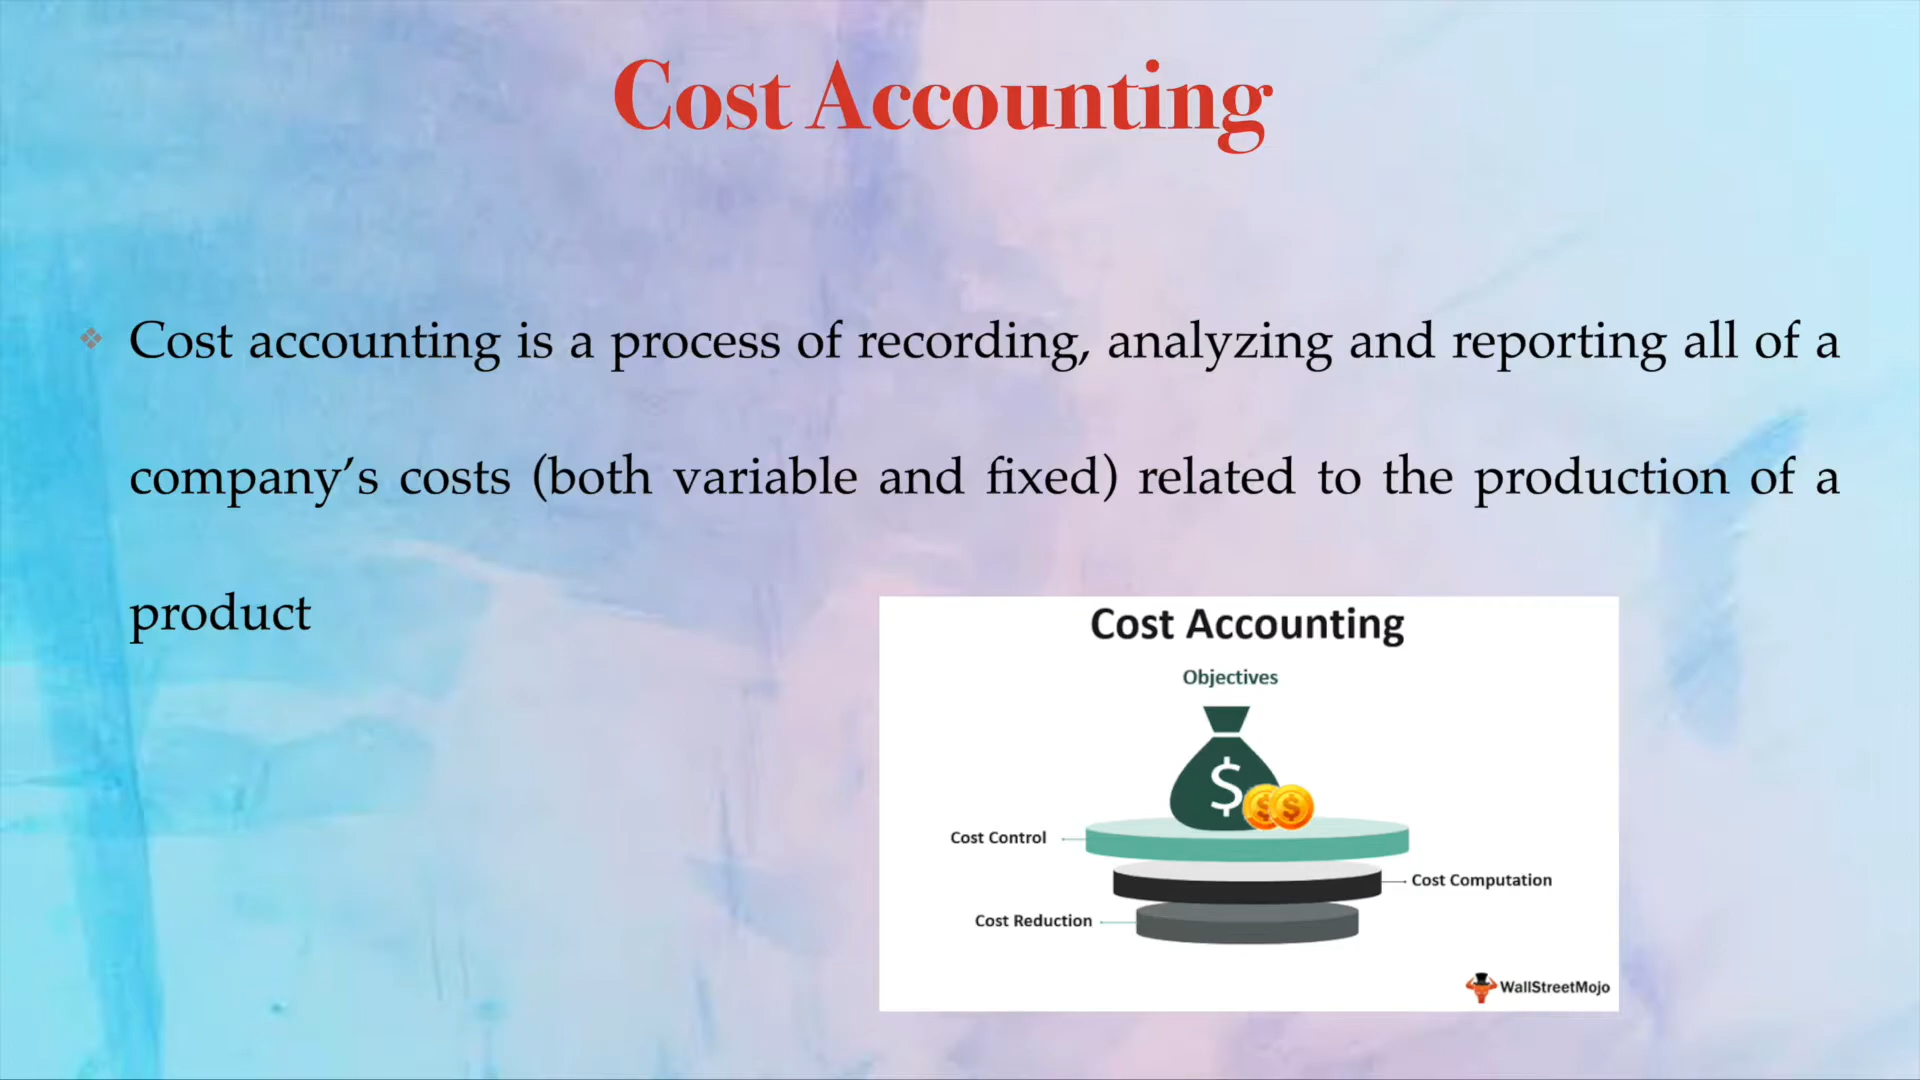 Cost Accounting
Cost accounting is a process of recording, analyzing and reporting all of a
company’s costs (both variable and fixed) related to the production of a
product
Cost Accounting
Objectives
$
$ $
Cost Control
Cost Computation
Cost Reduction
WallStreetMojo